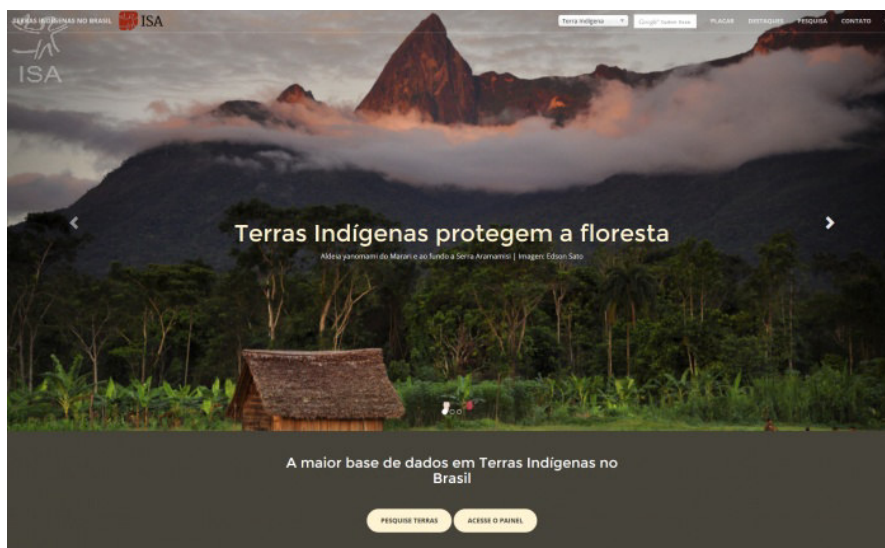 TERRAS INDÍGENAS NO BRASIL
ISA
Terra Indígena
PLACAR
DESTAQUES
PESQUISA
CONTATO
ISA
Terras Indígenas protegem a floresta
Aldeia yanomami do Marari e ao fundo a Serra Aramamisi | Imagen: Edson Sato
A maior base de dados em Terras Indígenas no
Brasil
PESQUISE TERRAS
ACESSE O PAINEL